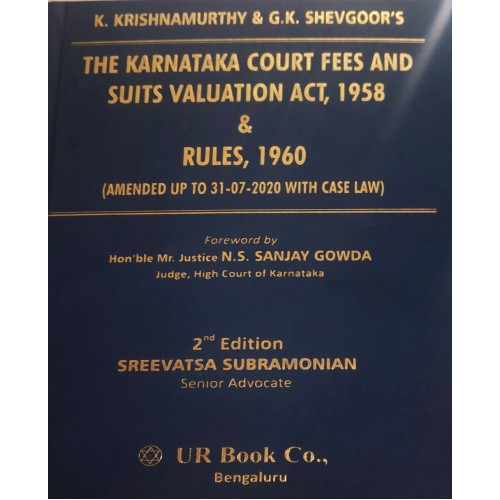 K. KRISHNAMURTHY & G.K. SHEVGOOR'S
THE KARNATAKA COURT FEES AND
SUITS VALUATION ACT, 1958
&
RULES, 1960
(AMENDED UP TO 31-07-2020 WITH CASE LAW)
Foreword by
Hon'ble Mr. Justice N.S. SANJAY GOWDA
Judge, High Court of Karnataka
2nd Edition
SREEVATSA SUBRAMONIAN
Senior Advocate
UR Book Co.,
Bengaluru